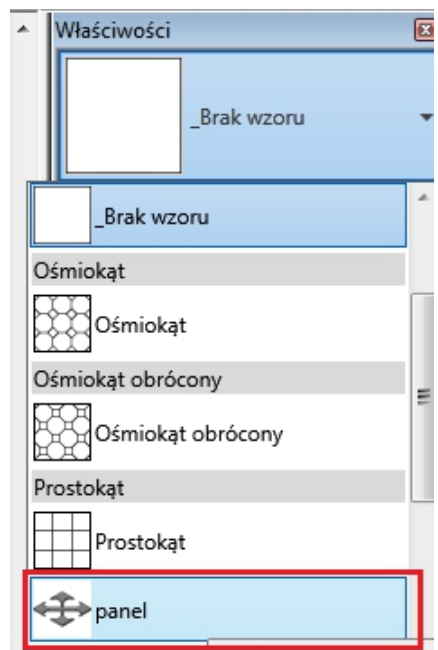 Właściwości
_Brak wzoru
_Brak wzoru
Ośmiokąt
Ośmiokąt
Ośmiokąt obrócony
Ośmiokąt obrócony
Prostokąt
Prostokąt
panel